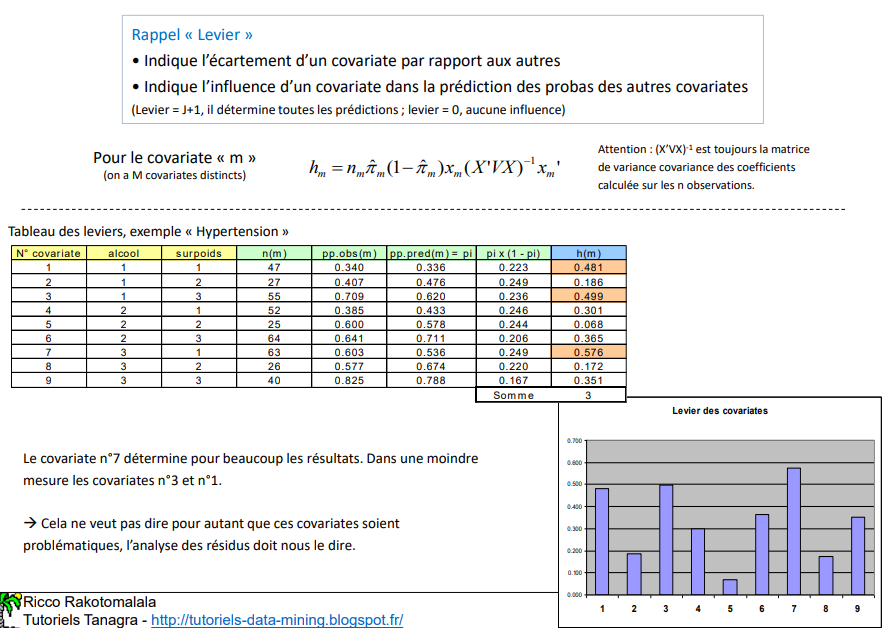 Rappel « Levier »
• Indique l'écartement d'un covariate par rapport aux autres
• Indique l'influence d'un covariate dans la prédiction des probas des autres covariates
(Levier = J+1, il détermine toutes les prédictions ; levier = 0, aucune influence)
Pour le covariate « m »
(on a M covariates distincts)
hₘ = nₘπ̂ₘ(1−π̂ₘ)xₘ(X'VX)⁻¹xₘ'
Attention : (X'VX)⁻¹ est toujours la matrice
de variance covariance des coefficients
calculée sur les n observations.
Tableau des leviers, exemple « Hypertension »
N° covariate alcool surpoids n(m) pp.obs(m) pp.pred(m) = pi pi x (1 - pi) h(m)
1 1 1 47 0.340 0.336 0.223 0.481
2 1 2 27 0.407 0.476 0.249 0.186
3 1 3 55 0.709 0.620 0.236 0.499
4 2 1 52 0.385 0.433 0.246 0.301
5 2 2 25 0.600 0.578 0.244 0.068
6 2 3 64 0.641 0.711 0.206 0.365
7 3 1 63 0.603 0.536 0.249 0.576
8 3 2 26 0.577 0.674 0.220 0.172
9 3 3 40 0.825 0.788 0.167 0.351
Somme 3
Le covariate n°7 détermine pour beaucoup les résultats. Dans une moindre
mesure les covariates n°3 et n°1.
→ Cela ne veut pas dire pour autant que ces covariates soient
problématiques, l'analyse des résidus doit nous le dire.
Levier des covariates
0.700
0.600
0.500
0.400
0.300
0.200
0.100
0.000
1 2 3 4 5 6 7 8 9
Ricco Rakotomalala
Tutoriels Tanagra - http://tutoriels-data-mining.blogspot.fr/